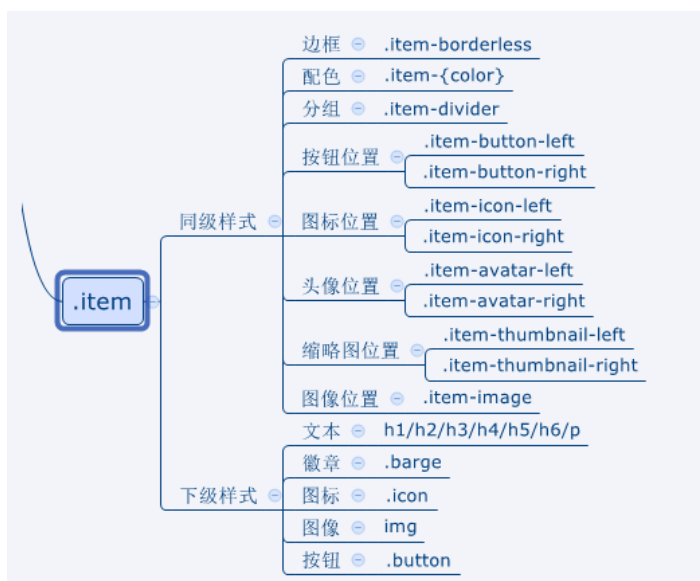 边框 .item-borderless
配色 .item-{color}
分组 .item-divider
按钮位置 .item-button-left
.item-button-right
同级样式
图标位置 .item-icon-left
.item-icon-right
.item
头像位置 .item-avatar-left
.item-avatar-right
缩略图位置 .item-thumbnail-left
.item-thumbnail-right
图像位置 .item-image
下级样式
文本 h1/h2/h3/h4/h5/h6/p
徽章 .barge
图标 .icon
图像 img
按钮 .button